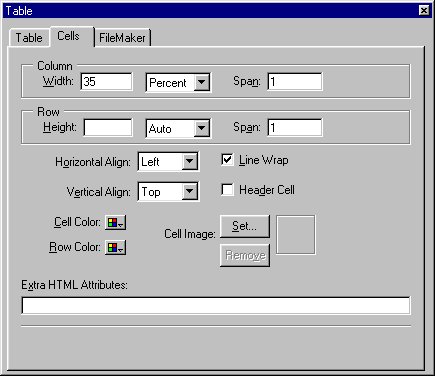 Table
Table Cells FileMaker
Column
Width: 35 Percent Span: 1
Row
Height: Auto Span: 1
Horizontal Align: Left Line Wrap
Vertical Align: Top Header Cell
Cell Color: Cell Image: Set...
Row Color: Remove
Extra HTML Attributes: